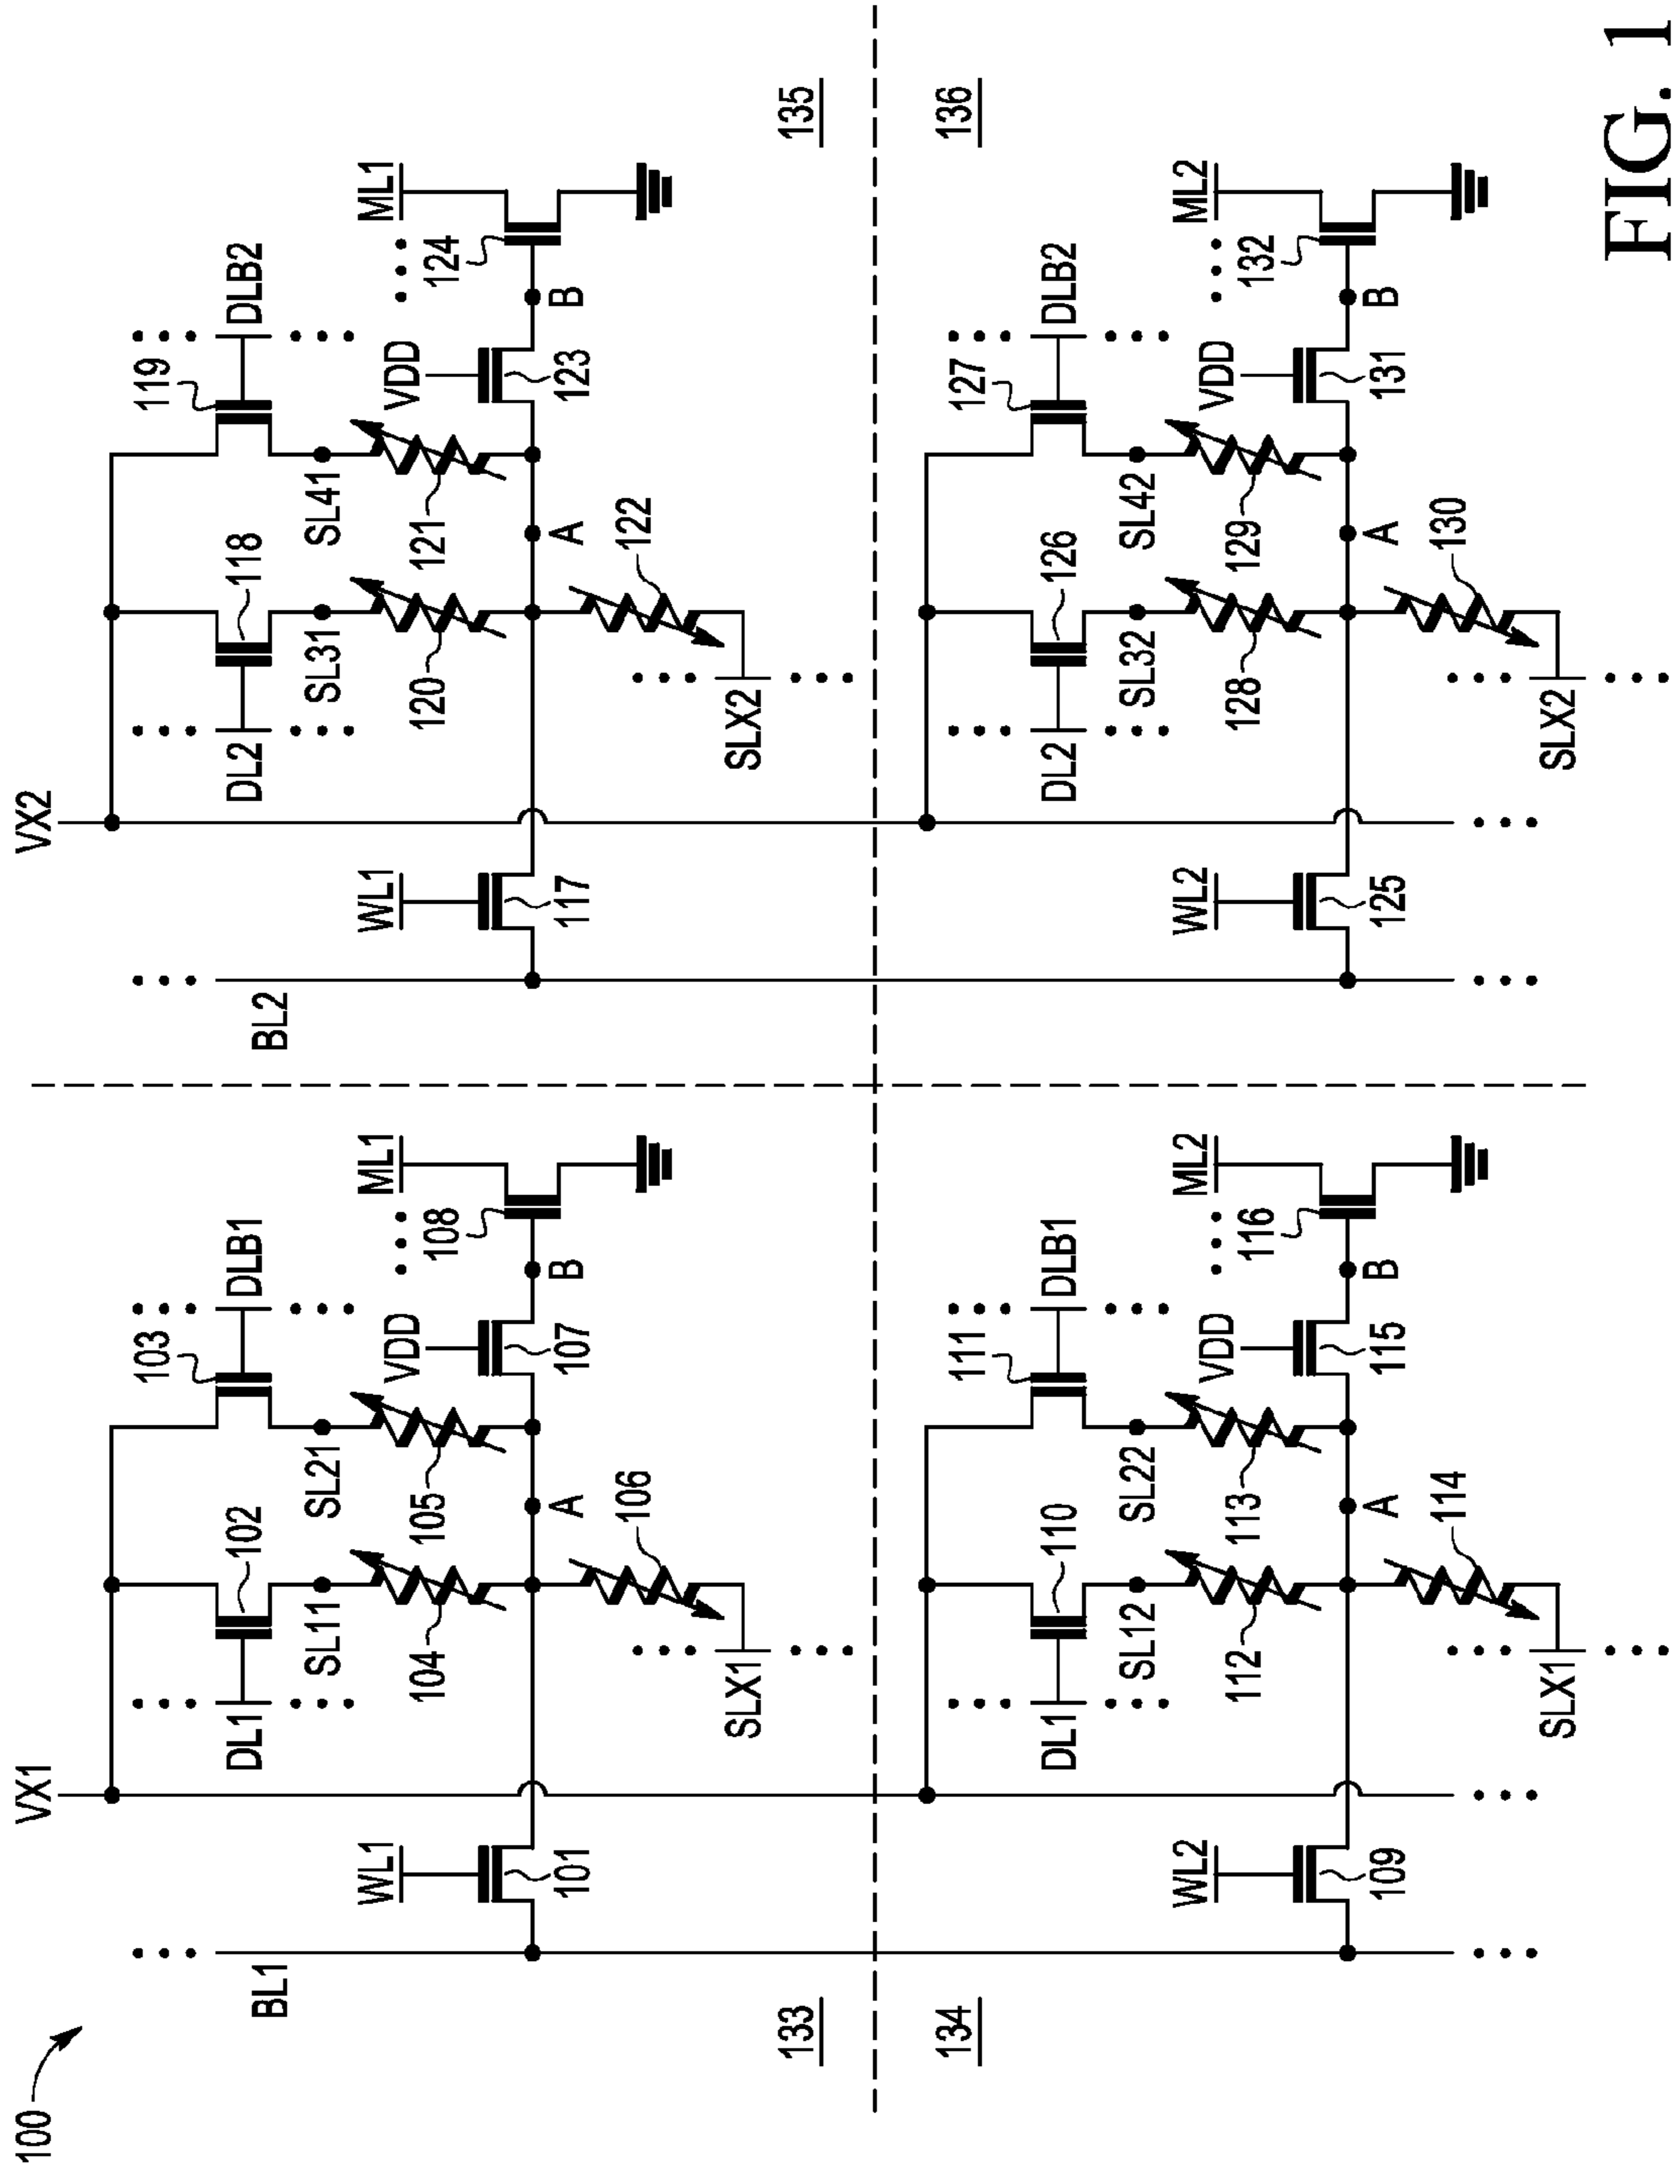 100
VX1
VX2
BL1
DL1
102
103
DLB1
BL2
DL2
118
119
DLB2
WL1
SL11
SL21
VDD
ML1
WL1
SL31
SL41
VDD
ML1
104
105
108
120
121
124
101
A
107
B
117
A
123
B
106
122
SLX1
SLX2
133
135
134
136
DL1
110
111
DLB1
DL2
126
127
DLB2
WL2
SL12
SL22
VDD
ML2
WL2
SL32
SL42
VDD
ML2
112
113
116
128
129
132
109
A
115
B
125
A
131
B
114
130
SLX1
SLX2
FIG. 1